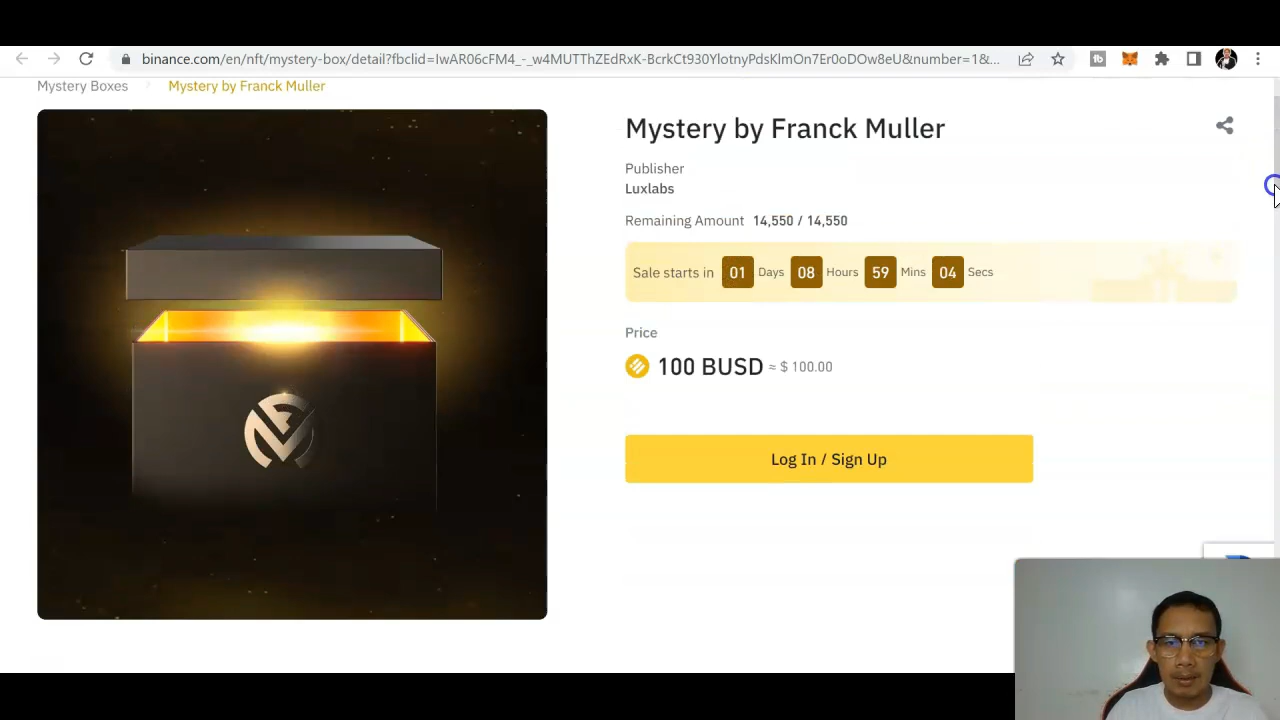 binance.com/en/nft/mystery-box/detail?fbclid=IwAR06cFM4_-_w4MUTThZEdRxK-BcrkCt930YlotnyPdsKlmOn7Er0oDOw8eU&number=1&...
Mystery Boxes
Mystery by Franck Muller
Mystery by Franck Muller
Publisher
Luxlabs
Remaining Amount 14,550 / 14,550
Sale starts in 01 Days 08 Hours 59 Mins 04 Secs
Price
100 BUSD ≈ $ 100.00
Log In / Sign Up